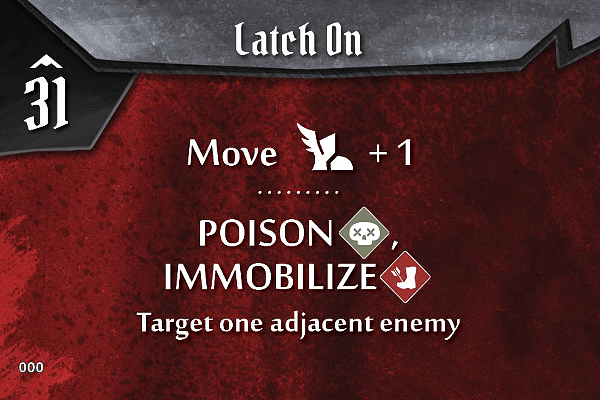 Latch On
31
Move + 1
POISON ,
IMMOBILIZE
Target one adjacent enemy
000